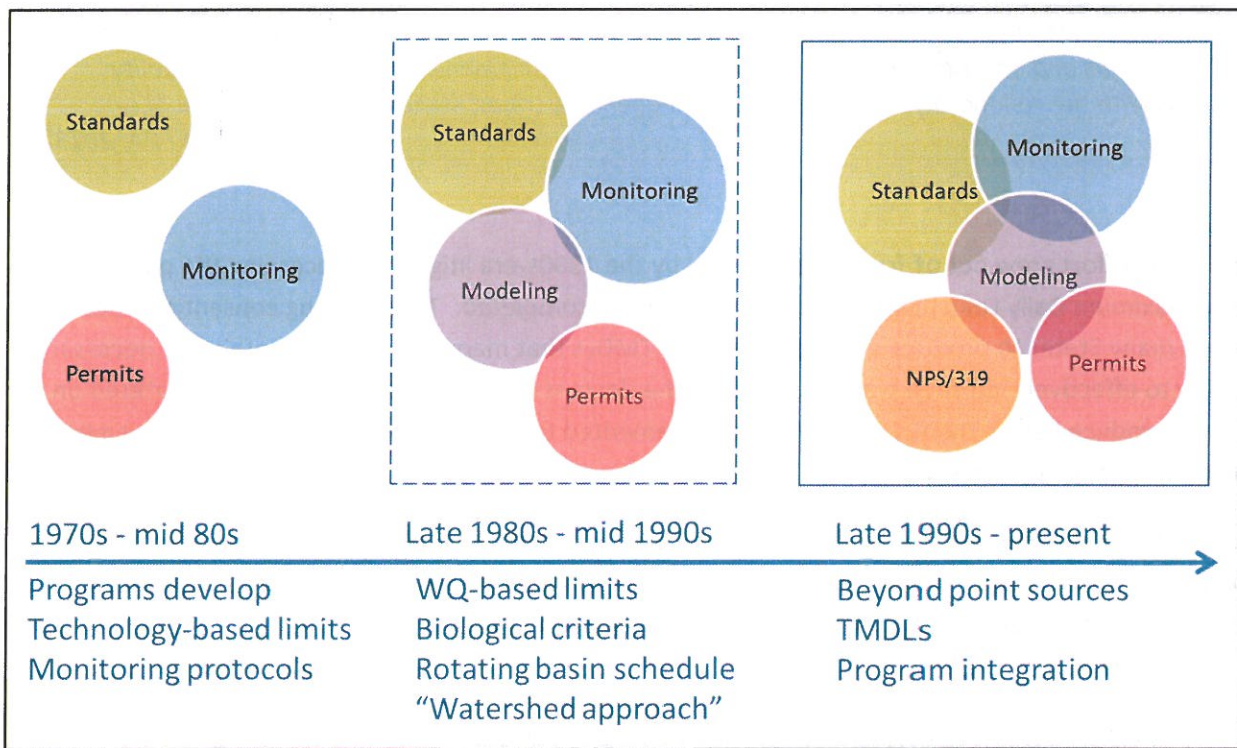 Standards
Monitoring
Permits
Standards
Monitoring
Modeling
Permits
Monitoring
Standards
Modeling
NPS/319
Permits
1970s - mid 80s
Late 1980s - mid 1990s
Late 1990s - present
Programs develop
Technology-based limits
Monitoring protocols
WQ-based limits
Biological criteria
Rotating basin schedule
“Watershed approach”
Beyond point sources
TMDLs
Program integration